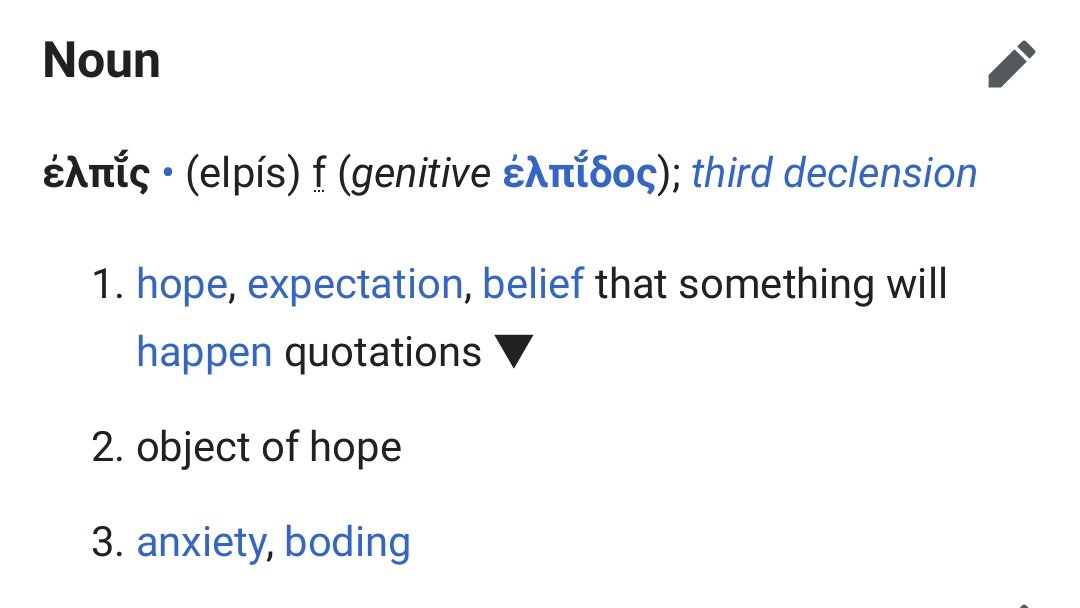 Noun
ἐλπῐ́ς • (elpís) f (genitive ἐλπῐ́δος); third declension
1. hope, expectation, belief that something will
happen quotations ▼
2. object of hope
3. anxiety, boding